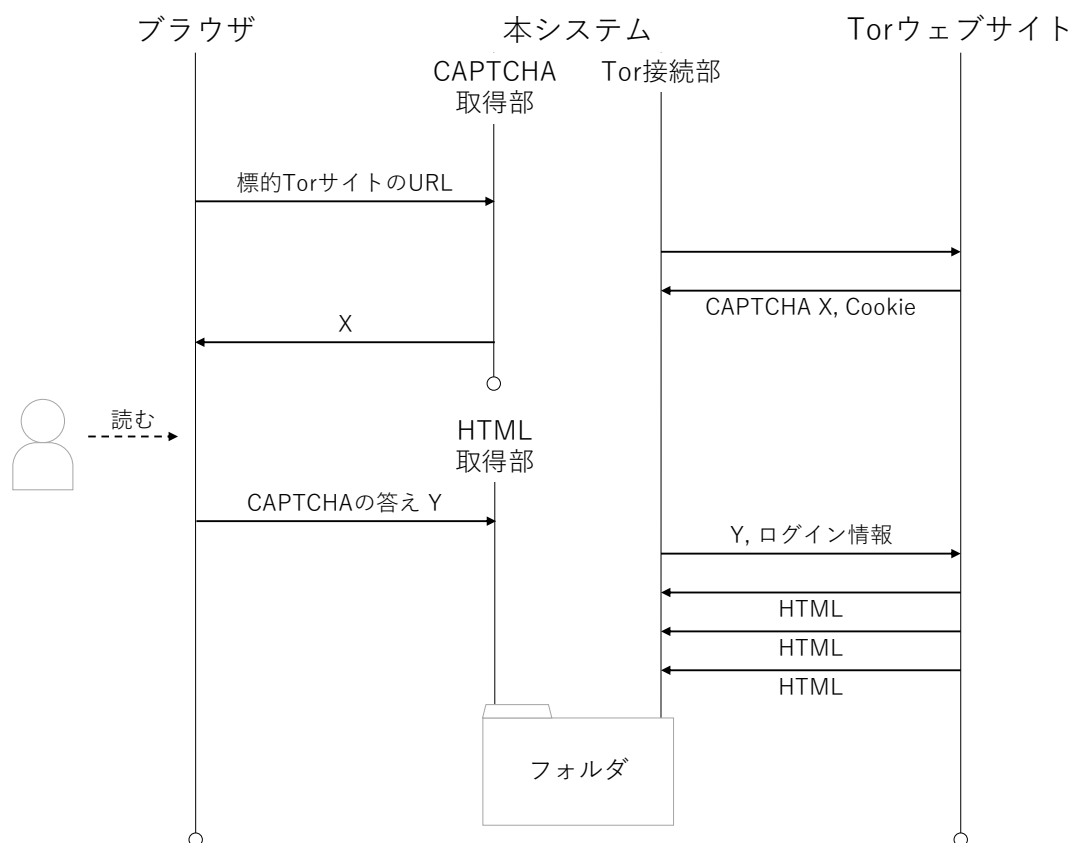 ブラウザ
本システム
Torウェブサイト
CAPTCHA
取得部
Tor接続部
標的TorサイトのURL
CAPTCHA X, Cookie
X
読む
HTML
取得部
CAPTCHAの答え Y
Y, ログイン情報
HTML
HTML
HTML
フォルダ